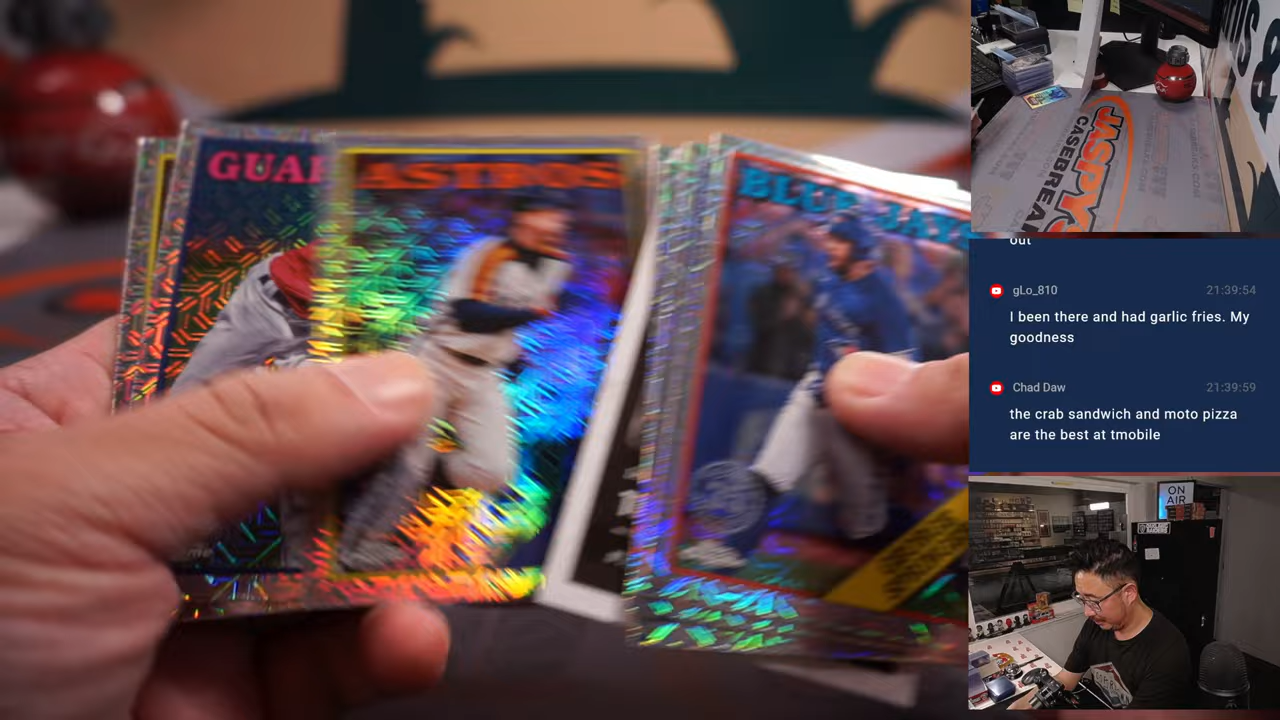 GUAR
ASTROS
BLUE JAYS
JASPY'S
CASEBREAKS
&
out
gLo_810
21:39:54
I been there and had garlic fries. My
goodness
Chad Daw
21:39:59
the crab sandwich and moto pizza
are the best at tmobile
ON
AIR